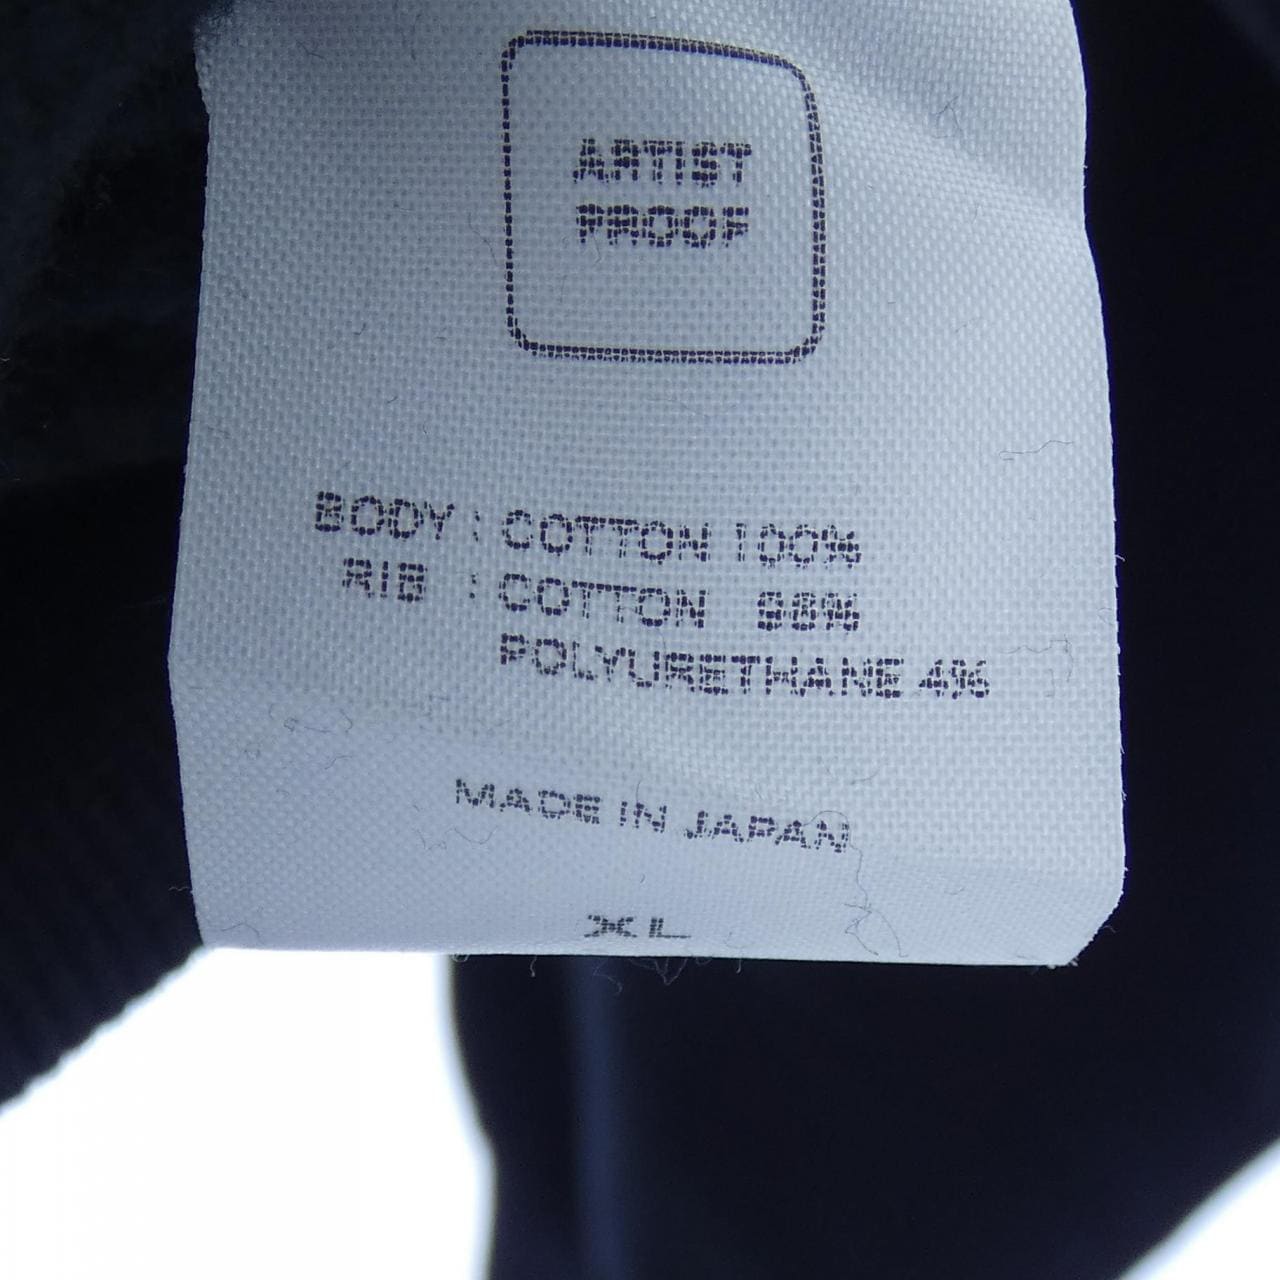 ARTIST
PROOF
BODY : COTTON 100%
RIB : COTTON 96%
POLYURETHANE 4%
MADE IN JAPAN
XL